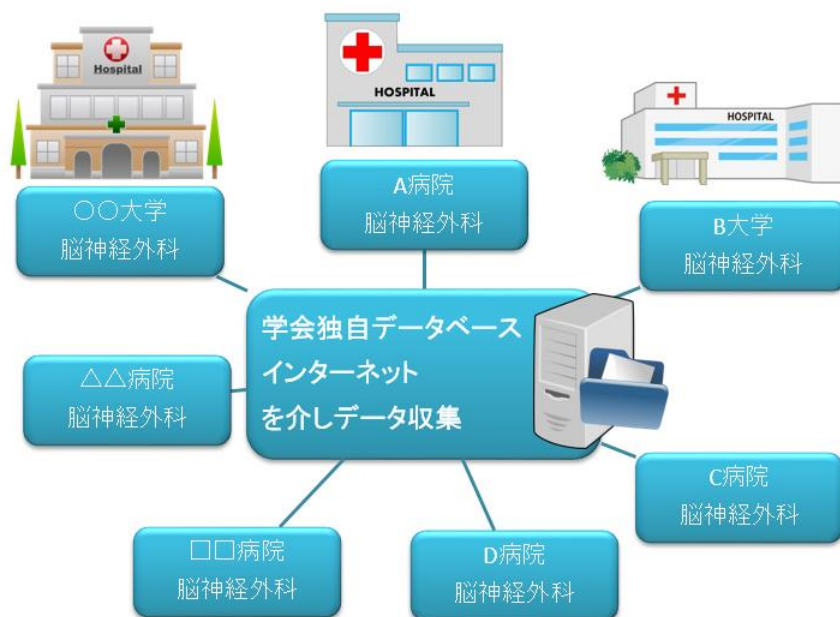 Hospital
HOSPITAL
HOSPITAL
〇〇大学
脳神経外科
A病院
脳神経外科
B大学
脳神経外科
学会独自データベース
インターネット
を介しデータ収集
△△病院
脳神経外科
C病院
脳神経外科
□□病院
脳神経外科
D病院
脳神経外科